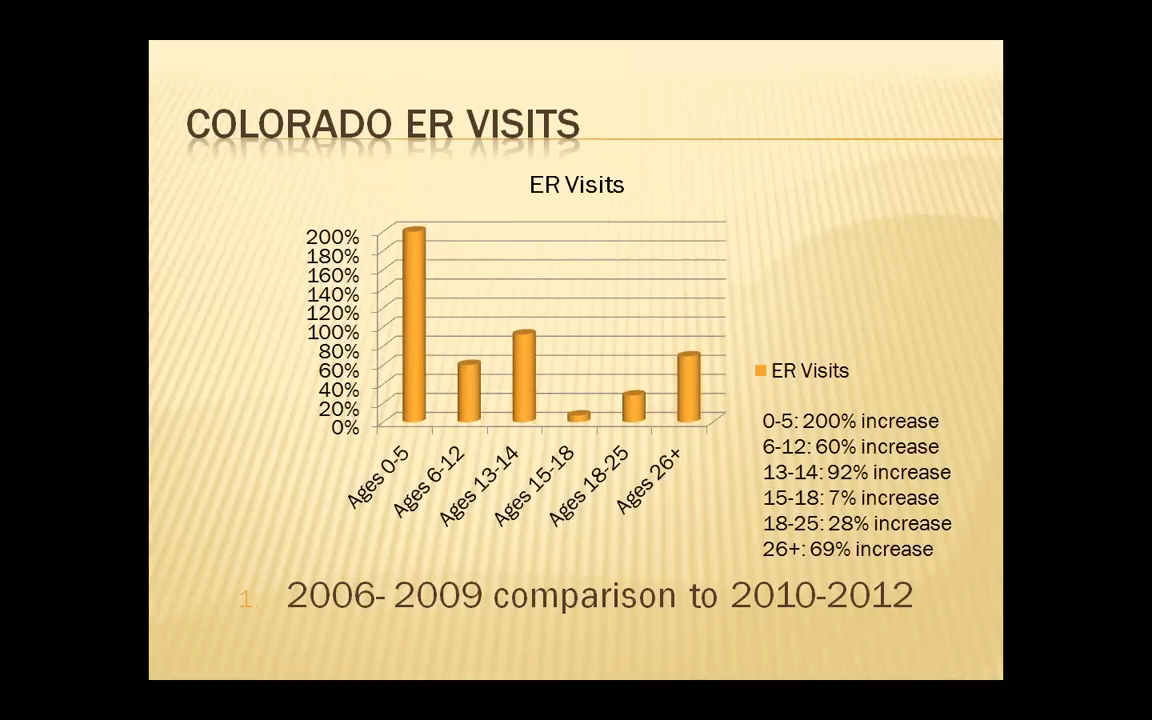 COLORADO ER VISITS
ER Visits
200%
180%
160%
140%
120%
100%
80%
60%
40%
20%
0%
Ages 0-5
Ages 6-12
Ages 13-14
Ages 15-18
Ages 18-25
Ages 26+
ER Visits
0-5: 200% increase
6-12: 60% increase
13-14: 92% increase
15-18: 7% increase
18-25: 28% increase
26+: 69% increase
1. 2006- 2009 comparison to 2010-2012